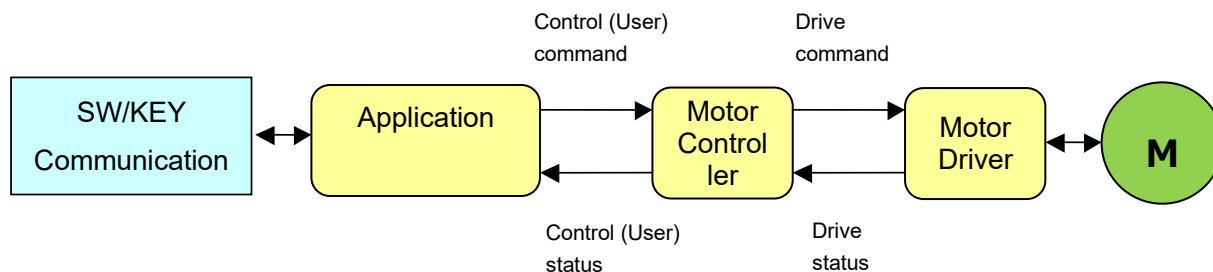 Control (User)
command
Drive
command
SW/KEY
Communication
Application
Motor
Control
ler
Motor
Driver
M
Control (User)
status
Drive
status